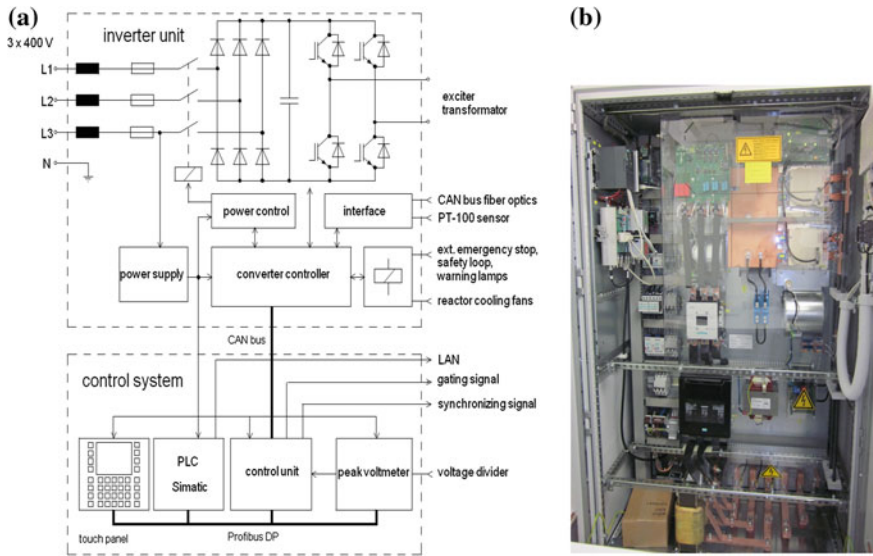 (a)
inverter unit
3 x 400 V
L1
L2
L3
N
exciter
transformator
power control
interface
CAN bus fiber optics
PT-100 sensor
power supply
converter controller
ext. emergency stop,
safety loop,
warning lamps
reactor cooling fans
CAN bus
control system
LAN
gating signal
synchronizing signal
PLC
Simatic
control unit
peak voltmeter
voltage divider
touch panel
Profibus DP
(b)